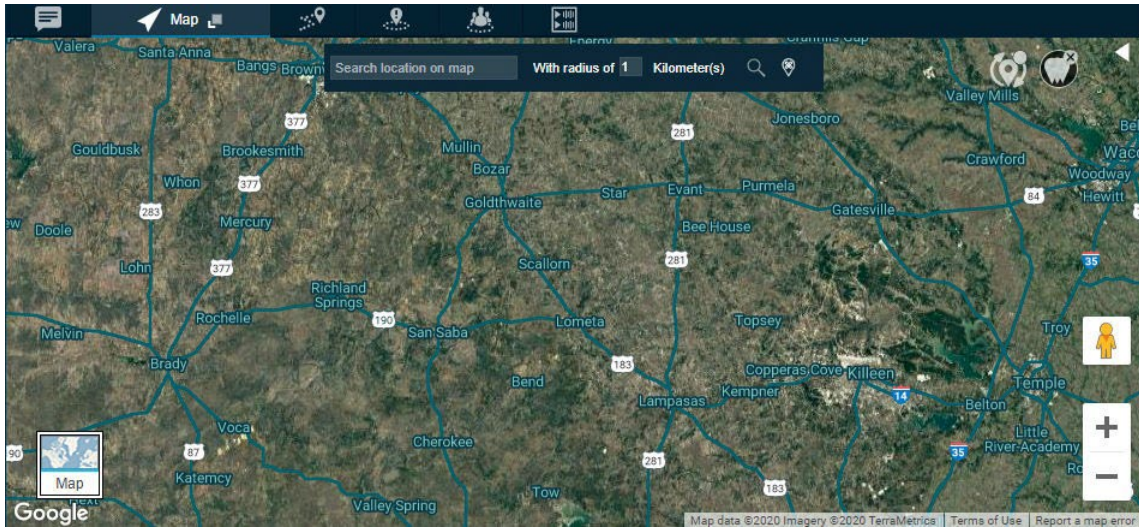 Map
Search location on map
With radius of 1 Kilometer(s)
Valera
Santa Anna
Bangs
Brown
Energy
Valley Mills
Jonesboro
377
281
Gouldbusk
Brookesmith
Mullin
Bozar
Crawford
Waco
Woodway
Whon
377
Star
Evant
Purmela
84
Hewitt
283
Goldthwaite
Gatesville
Doole
Mercury
Bee House
Lohn
377
Scallorn
281
35
Richland
Springs
Rochelle
190
San Saba
Lometa
Topsey
Troy
Melvin
Brady
183
Copperas Cove
Killeen
Bend
Kempner
14
Temple
Lampasas
Belton
Voca
Cherokee
Little
River-Academy
90
87
281
35
Map
Katemcy
183
Tow
Valley Spring
Google
Map data ©2020 Imagery ©2020 TerraMetrics
Terms of Use
Report a map error